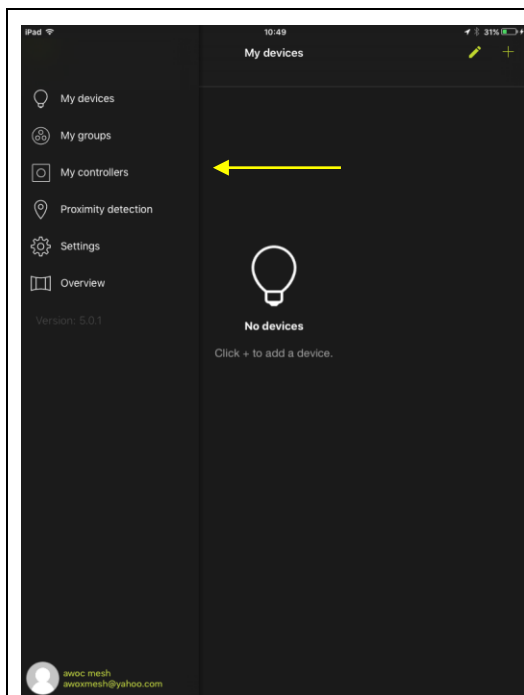 iPad 10:49 31%
My devices
+
My devices
My groups
My controllers
Proximity detection
Settings
Overview
Version: 5.0.1
No devices
Click + to add a device.
awoc mesh
awoxmesh@yahoo.com